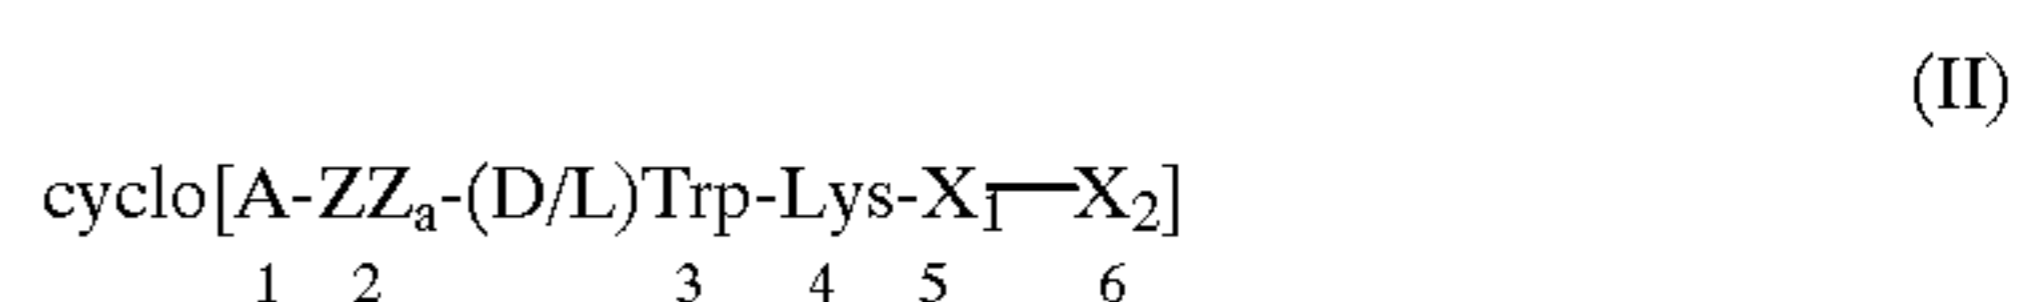 (II)
cyclo[A-ZZₐ-(D/L)Trp-Lys-X₁—X₂]
1 2 3 4 5 6